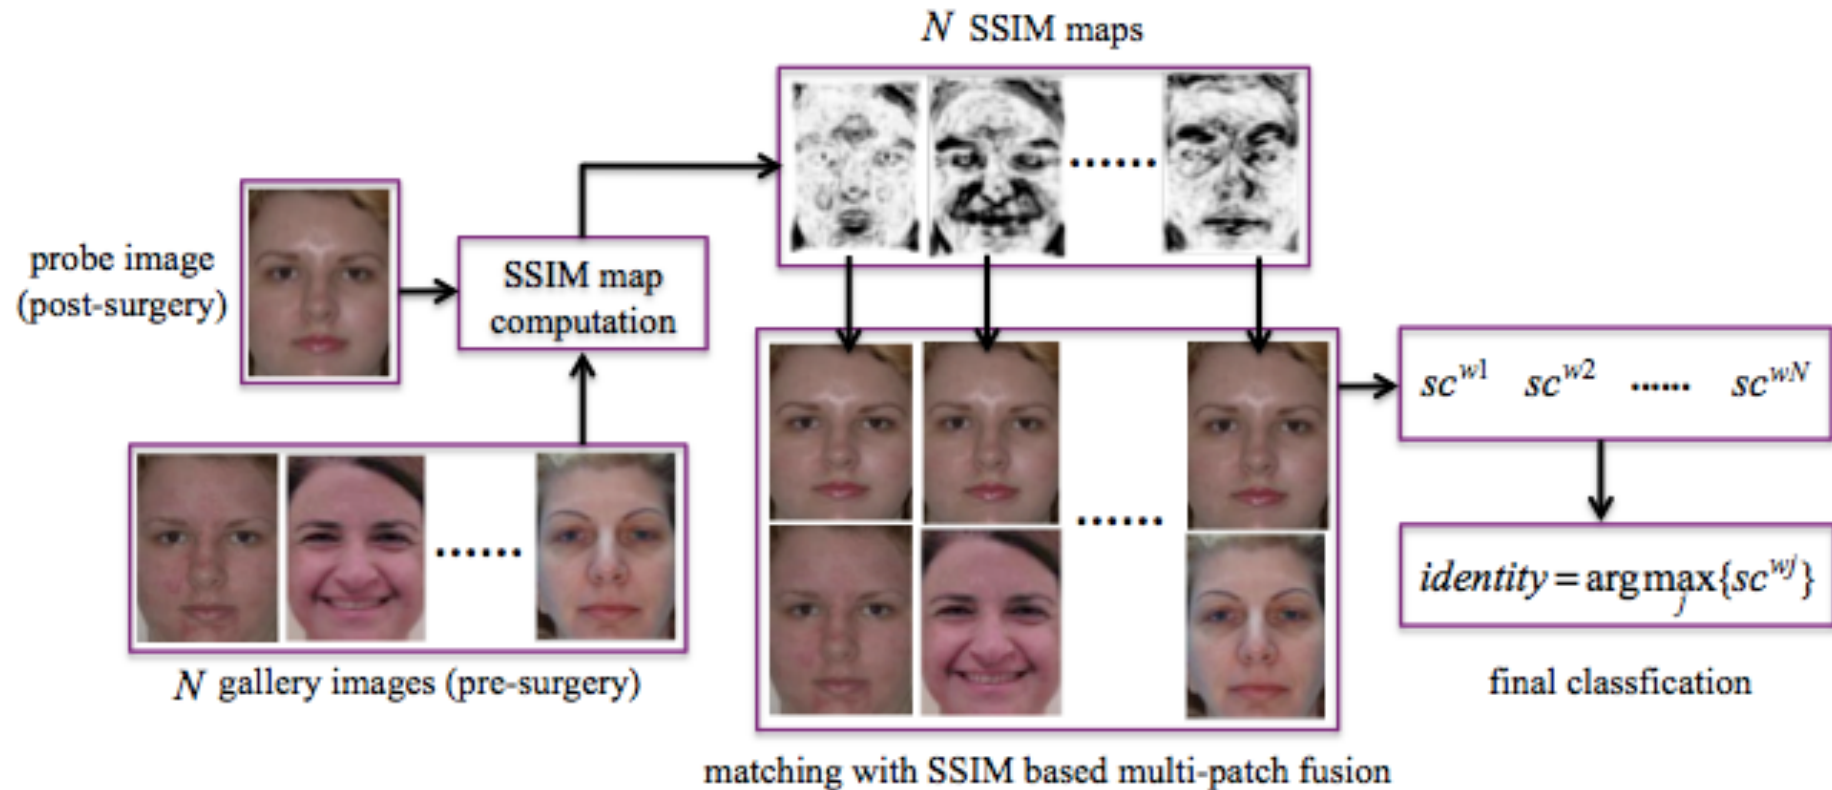 N SSIM maps
probe image
(post-surgery)
SSIM map
computation
......
......
......
N gallery images (pre-surgery)
matching with SSIM based multi-patch fusion
sc^{w1} sc^{w2} ...... sc^{wN}
identity = arg max_j{sc^{wj}}
final classfication